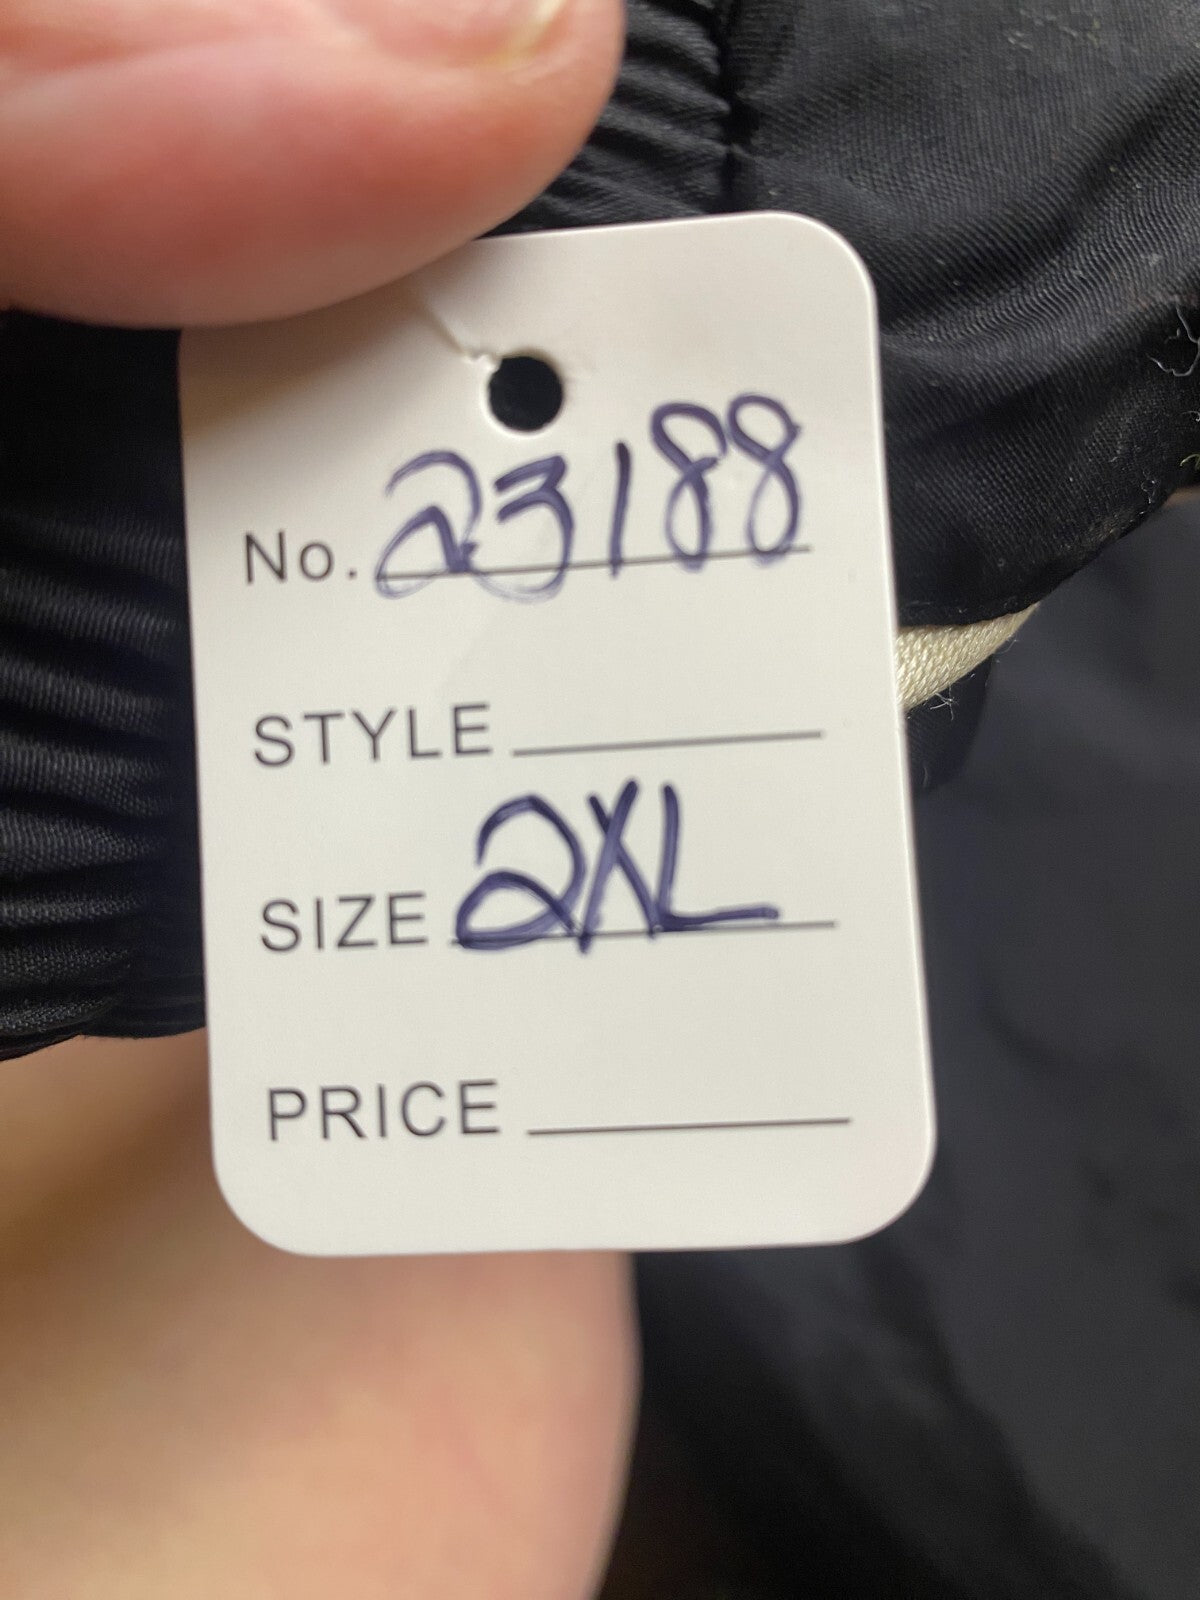 No. 23188
STYLE
SIZE 2XL
PRICE